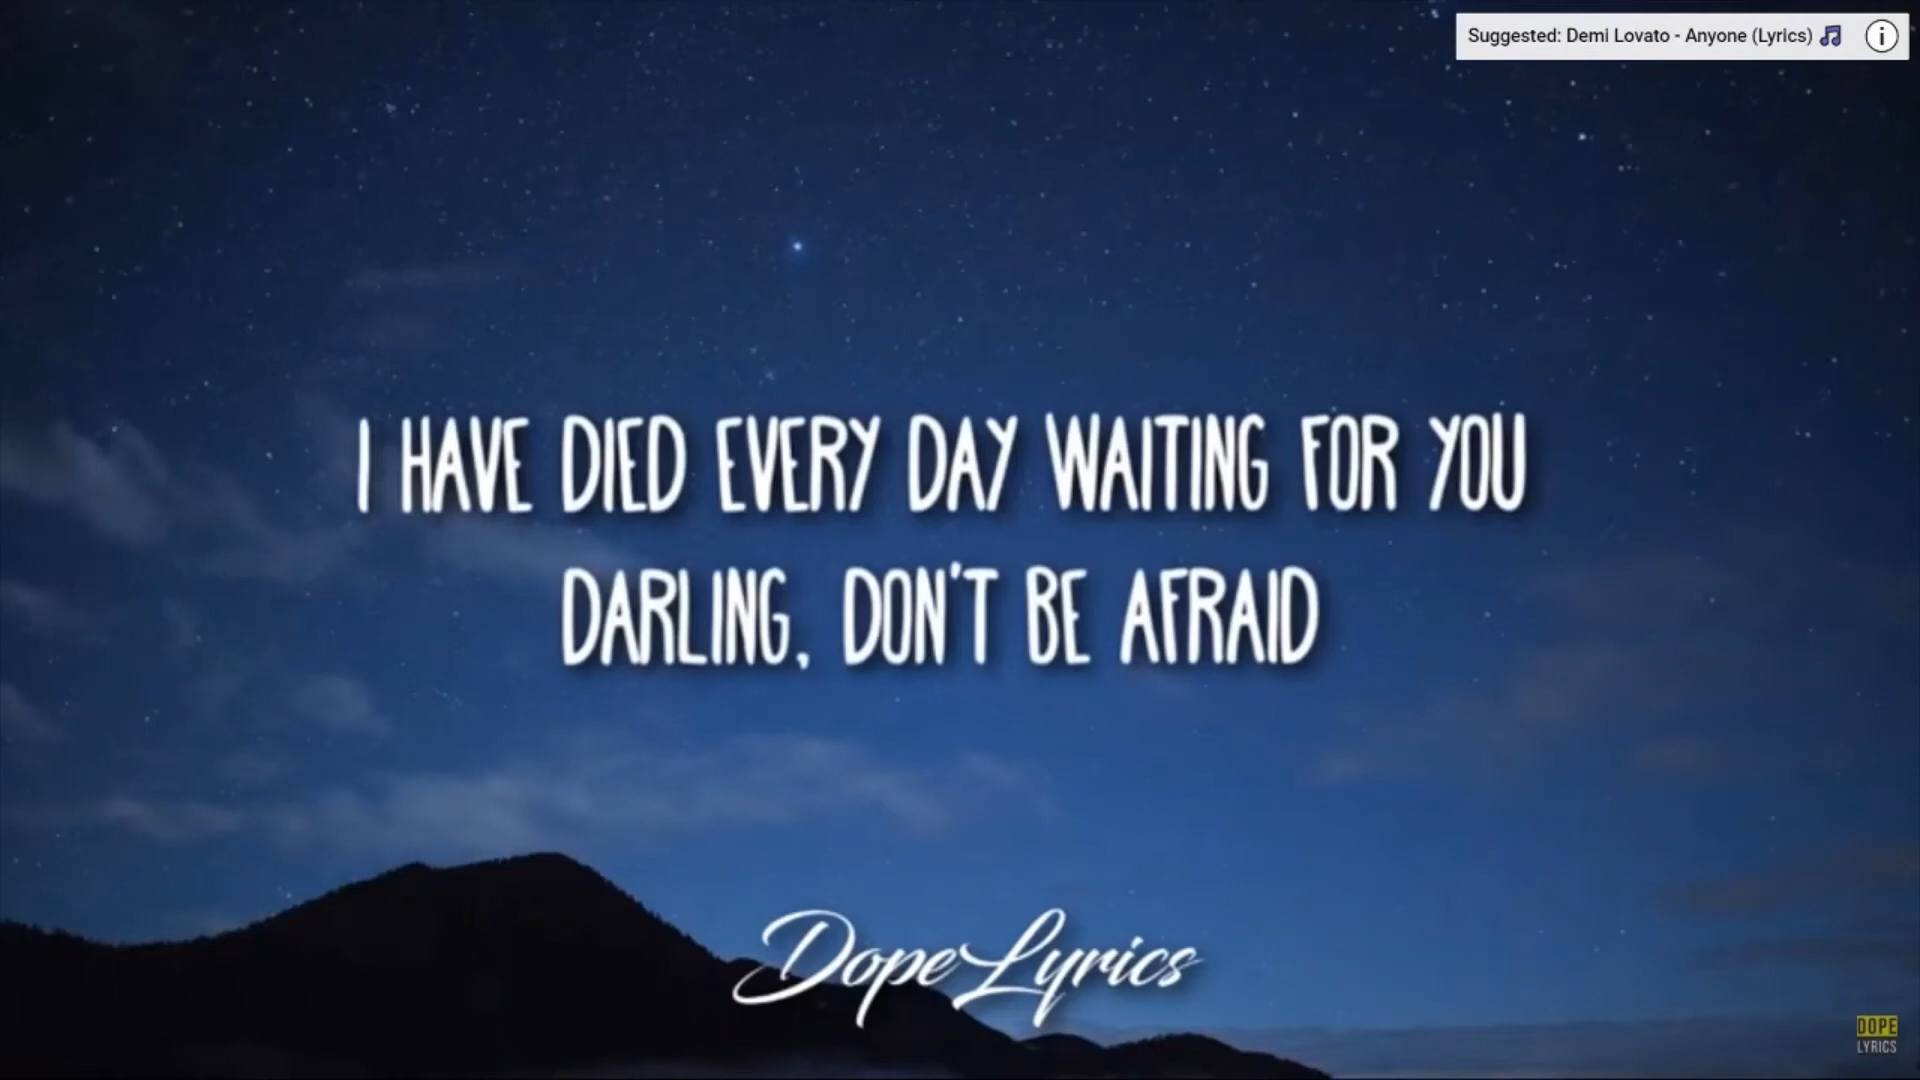 Suggested: Demi Lovato - Anyone (Lyrics) 🎵
I HAVE DIED EVERY DAY WAITING FOR YOU
DARLING, DON'T BE AFRAID
DopeLyrics
DOPE
LYRICS